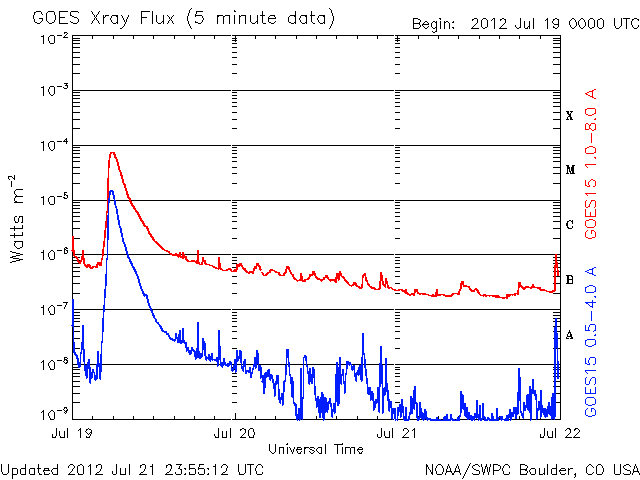 GOES Xray Flux (5 minute data)
Begin: 2012 Jul 19 0000 UTC
10-2
10-3
10-4
10-5
10-6
10-7
10-8
10-9
Watts m-2
X
M
C
B
A
GOES15 1.0-8.0 A
GOES15 0.5-4.0 A
Jul 19
Jul 20
Jul 21
Jul 22
Universal Time
Updated 2012 Jul 21 23:55:12 UTC
NOAA/SWPC Boulder, CO USA